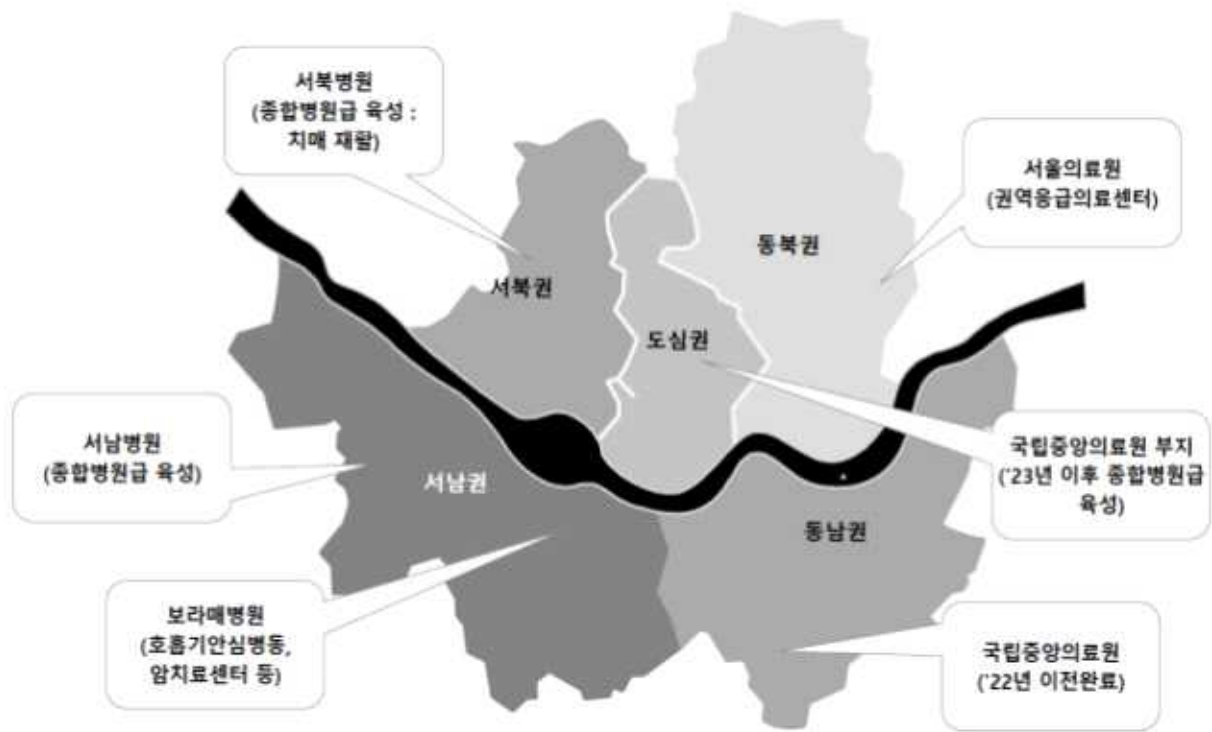 서북병원
(종합병원급 육성 :
치매 재활)
서울의료원
(권역응급의료센터)
동북권
서북권
도심권
서남병원
(종합병원급 육성)
서남권
국립중앙의료원 부지
('23년 이후 종합병원급
육성)
동남권
보라매병원
(호흡기안심병동,
암치료센터 등)
국립중앙의료원
('22년 이전완료)